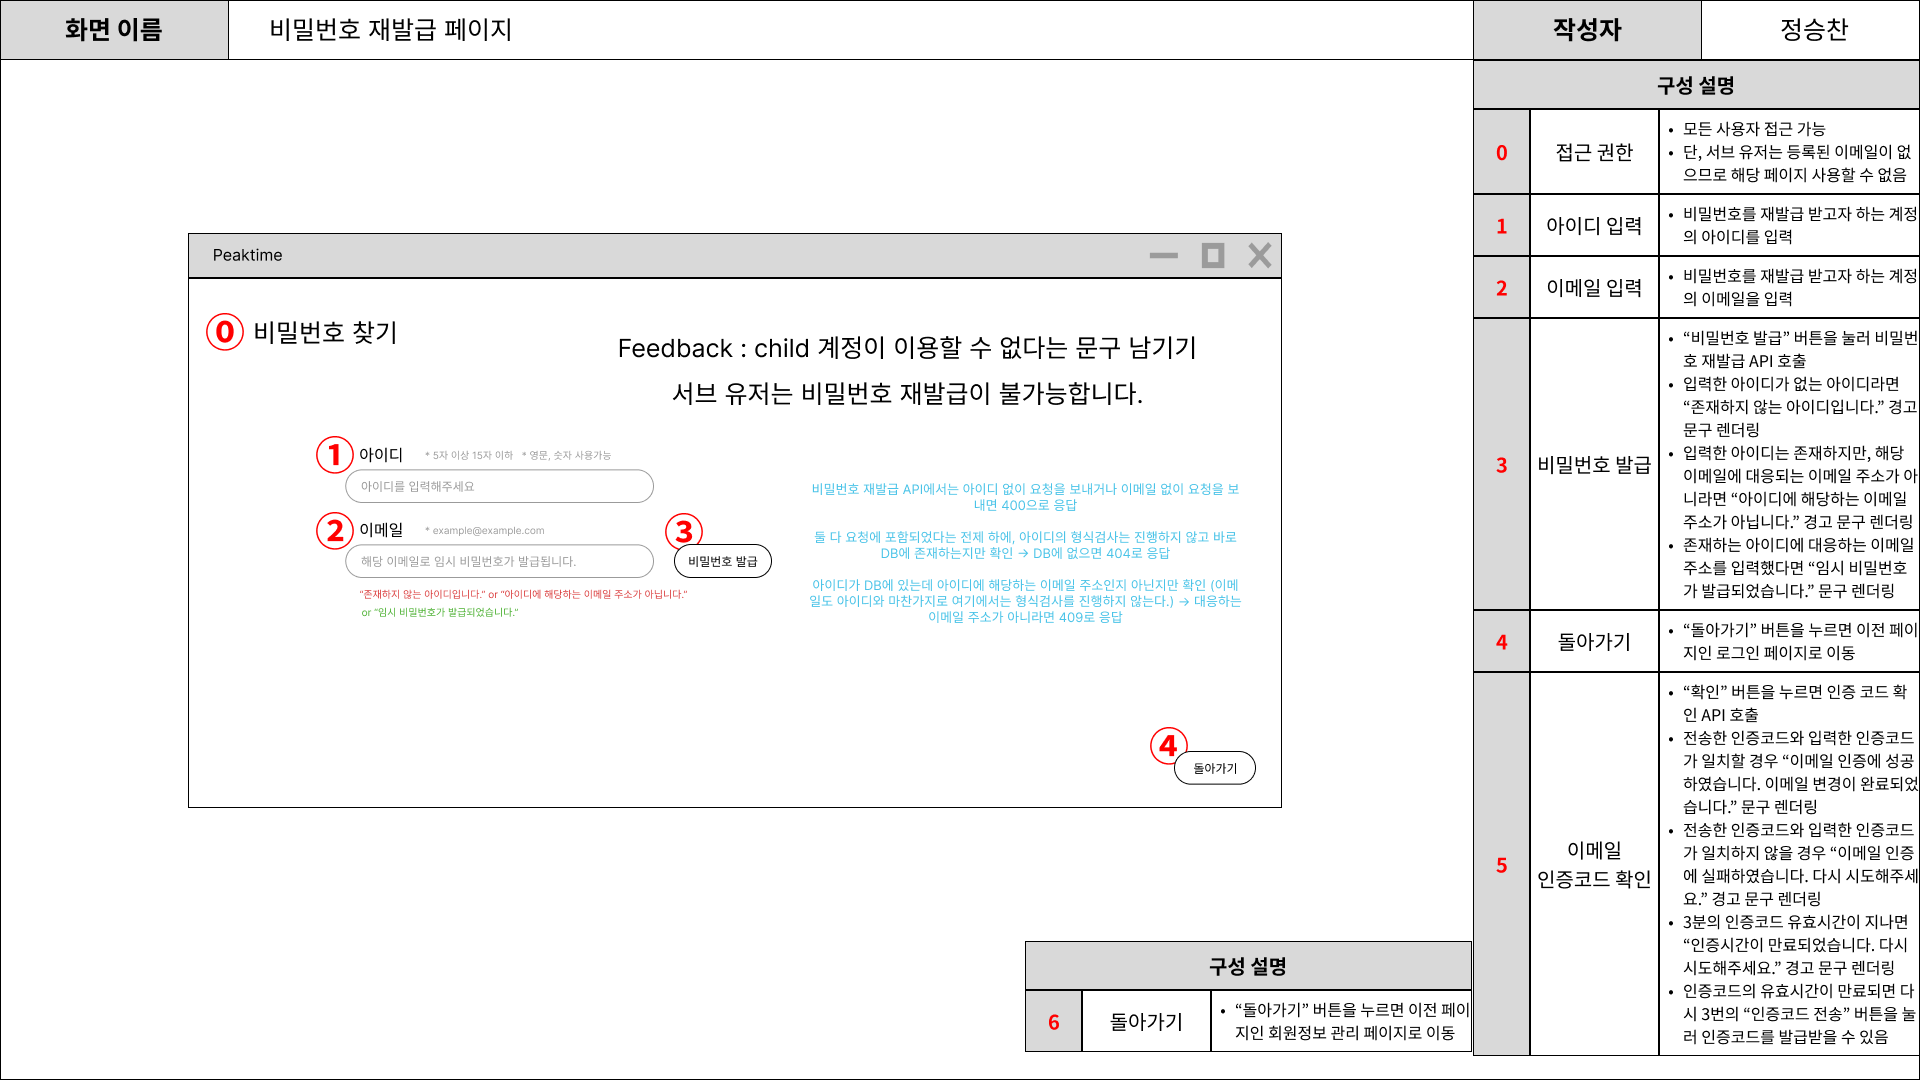 화면 이름
비밀번호 재발급 페이지
작성자
정승찬
Peaktime
0
비밀번호 찾기
Feedback : child 계정이 이용할 수 없다는 문구 남기기
서브 유저는 비밀번호 재발급이 불가능합니다.
1
아이디
* 5자 이상 15자 이하 * 영문, 숫자 사용가능
아이디를 입력해주세요
2
이메일
* example@example.com
해당 이메일로 임시 비밀번호가 발급됩니다.
3
비밀번호 발급
"존재하지 않는 아이디입니다." or "아이디에 해당하는 이메일 주소가 아닙니다."
or "임시 비밀번호가 발급되었습니다."
비밀번호 재발급 API에서는 아이디 없이 요청을 보내거나 이메일 없이 요청을 보
내면 400으로 응답
둘 다 요청에 포함되었다는 전제 하에, 아이디의 형식검사는 진행하지 않고 바로
DB에 존재하는지만 확인 → DB에 없으면 404로 응답
아이디가 DB에 있는데 아이디에 해당하는 이메일 주소인지 아닌지만 확인 (이메
일도 아이디와 마찬가지로 여기에서는 형식검사를 진행하지 않는다.) → 대응하는
이메일 주소가 아니라면 409로 응답
4
돌아가기
구성 설명
0
접근 권한
• 모든 사용자 접근 가능
• 단, 서브 유저는 등록된 이메일이 없
으므로 해당 페이지 사용할 수 없음
1
아이디 입력
• 비밀번호를 재발급 받고자 하는 계정
의 아이디를 입력
2
이메일 입력
• 비밀번호를 재발급 받고자 하는 계정
의 이메일을 입력
3
비밀번호 발급
• “비밀번호 발급” 버튼을 눌러 비밀번
호 재발급 API 호출
• 입력한 아이디가 없는 아이디라면
“존재하지 않는 아이디입니다.” 경고
문구 렌더링
• 입력한 아이디는 존재하지만, 해당
이메일에 대응되는 이메일 주소가 아
니라면 “아이디에 해당하는 이메일
주소가 아닙니다.” 경고 문구 렌더링
• 존재하는 아이디에 대응하는 이메일
주소를 입력했다면 “임시 비밀번호
가 발급되었습니다.” 문구 렌더링
4
돌아가기
• “돌아가기” 버튼을 누르면 이전 페이
지인 로그인 페이지로 이동
5
이메일
인증코드 확인
• “확인” 버튼을 누르면 인증 코드 확
인 API 호출
• 전송한 인증코드와 입력한 인증코드
가 일치할 경우 “이메일 인증에 성공
하였습니다. 이메일 변경이 완료되었
습니다.” 문구 렌더링
• 전송한 인증코드와 입력한 인증코드
가 일치하지 않을 경우 “이메일 인증
에 실패하였습니다. 다시 시도해주세
요.” 경고 문구 렌더링
• 3분의 인증코드 유효시간이 지나면
“인증시간이 만료되었습니다. 다시
시도해주세요.” 경고 문구 렌더링
• 인증코드의 유효시간이 만료되면 다
시 3번의 “인증코드 전송” 버튼을 눌
러 인증코드를 발급받을 수 있음
구성 설명
6
돌아가기
• “돌아가기” 버튼을 누르면 이전 페이
지인 회원정보 관리 페이지로 이동